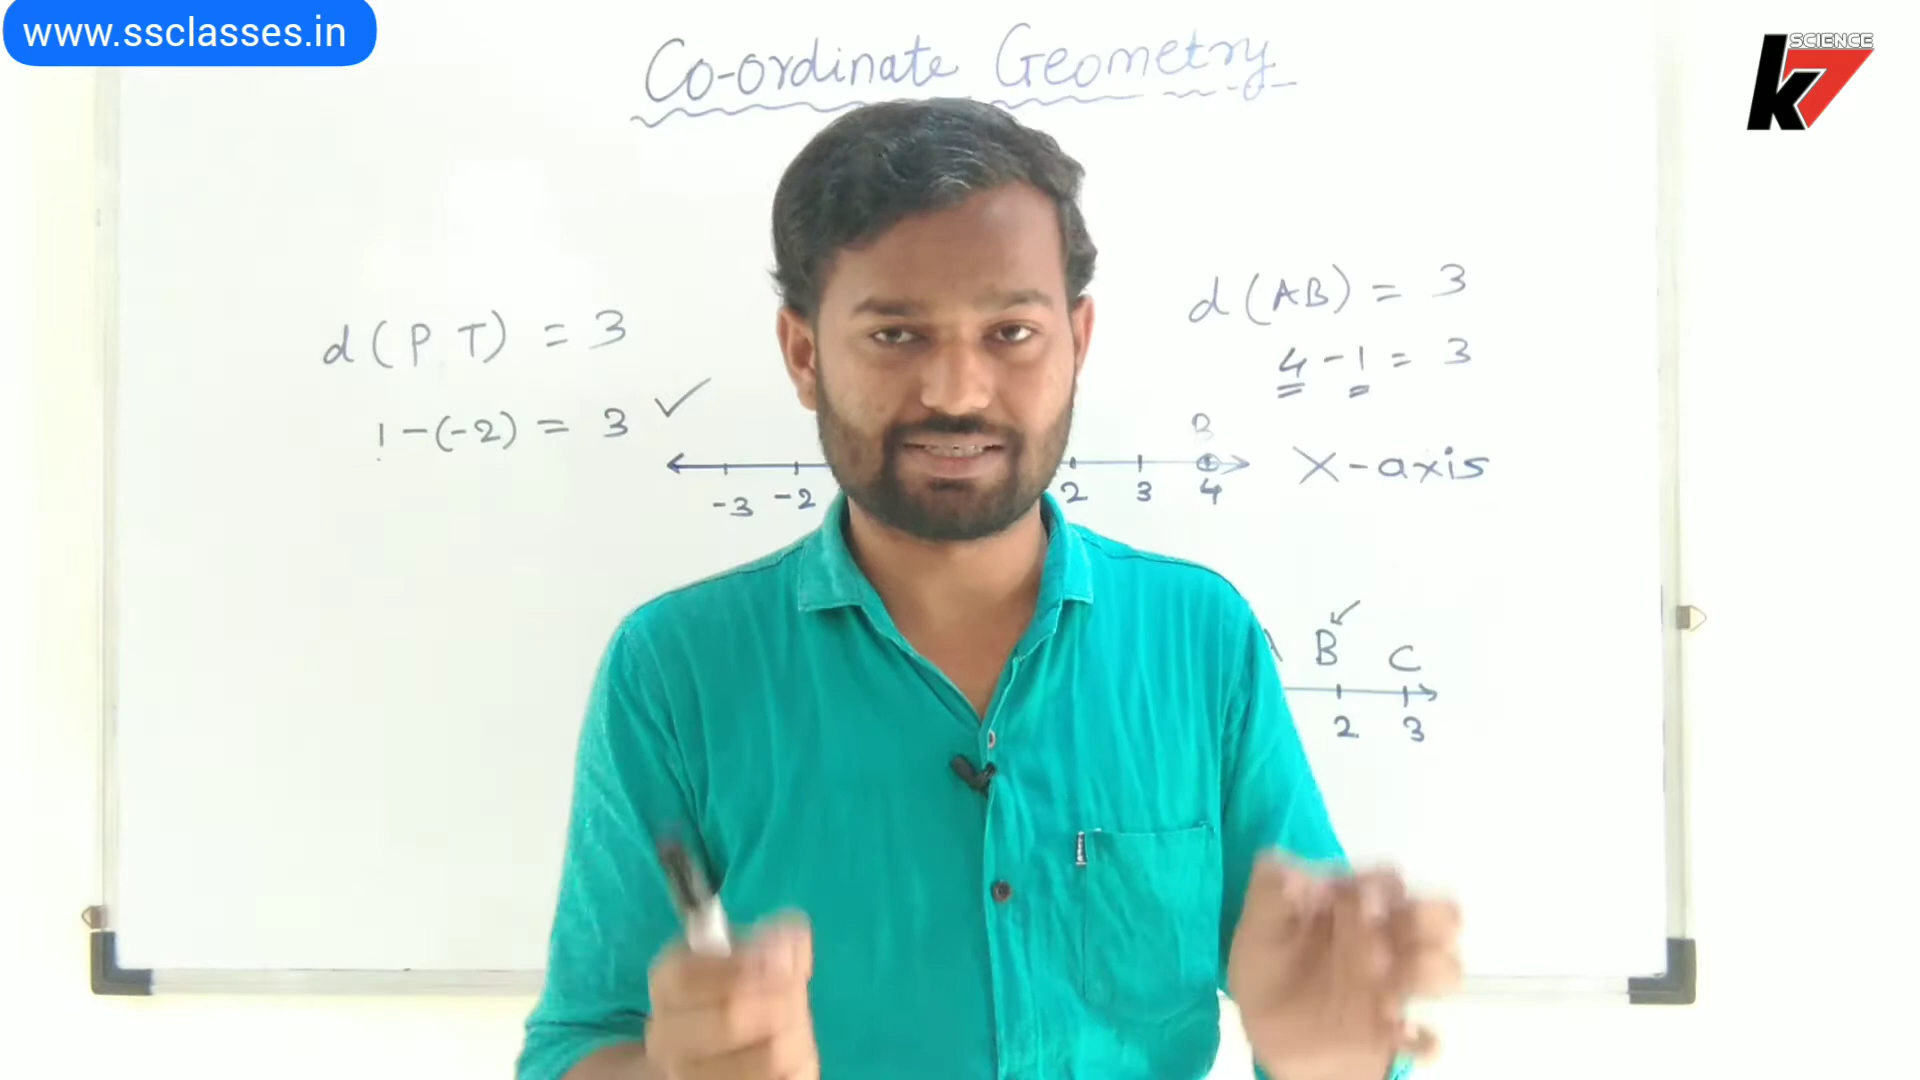 www.ssclasses.in
SCIENCE
k7
Co-ordinate Geometry
d(AB) = 3
4 - 1 = 3
d(P T) = 3
1 - (-2) = 3 ✓
B
X-axis
-3 -2 2 3 4
A B C
2 3